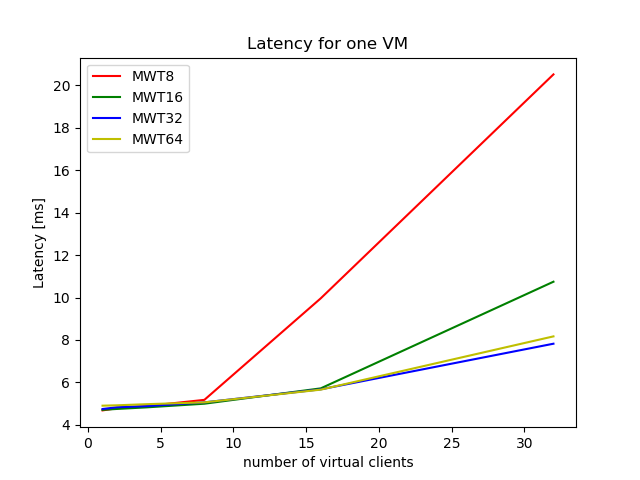 Latency for one VM
MWT8
MWT16
MWT32
MWT64
Latency [ms]
20
18
16
14
12
10
8
6
4
0 5 10 15 20 25 30
number of virtual clients